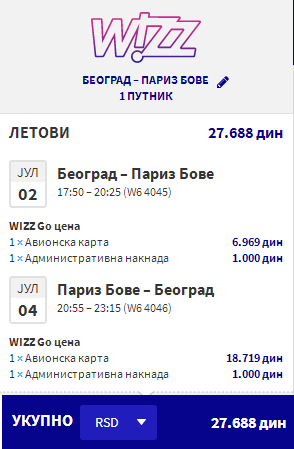 WIZZ
БЕОГРАД – ПАРИЗ БОВЕ
1 ПУТНИК
ЛЕТОВИ 27.688 дин
ЈУЛ
02
Београд – Париз Бове
17:50 – 20:25 (W6 4045)
WIZZ Go цена
1 × Авионска карта 6.969 дин
1 × Административна накнада 1.000 дин
ЈУЛ
04
Париз Бове – Београд
20:55 – 23:15 (W6 4046)
WIZZ Go цена
1 × Авионска карта 18.719 дин
1 × Административна накнада 1.000 дин
УКУПНО RSD 27.688 дин